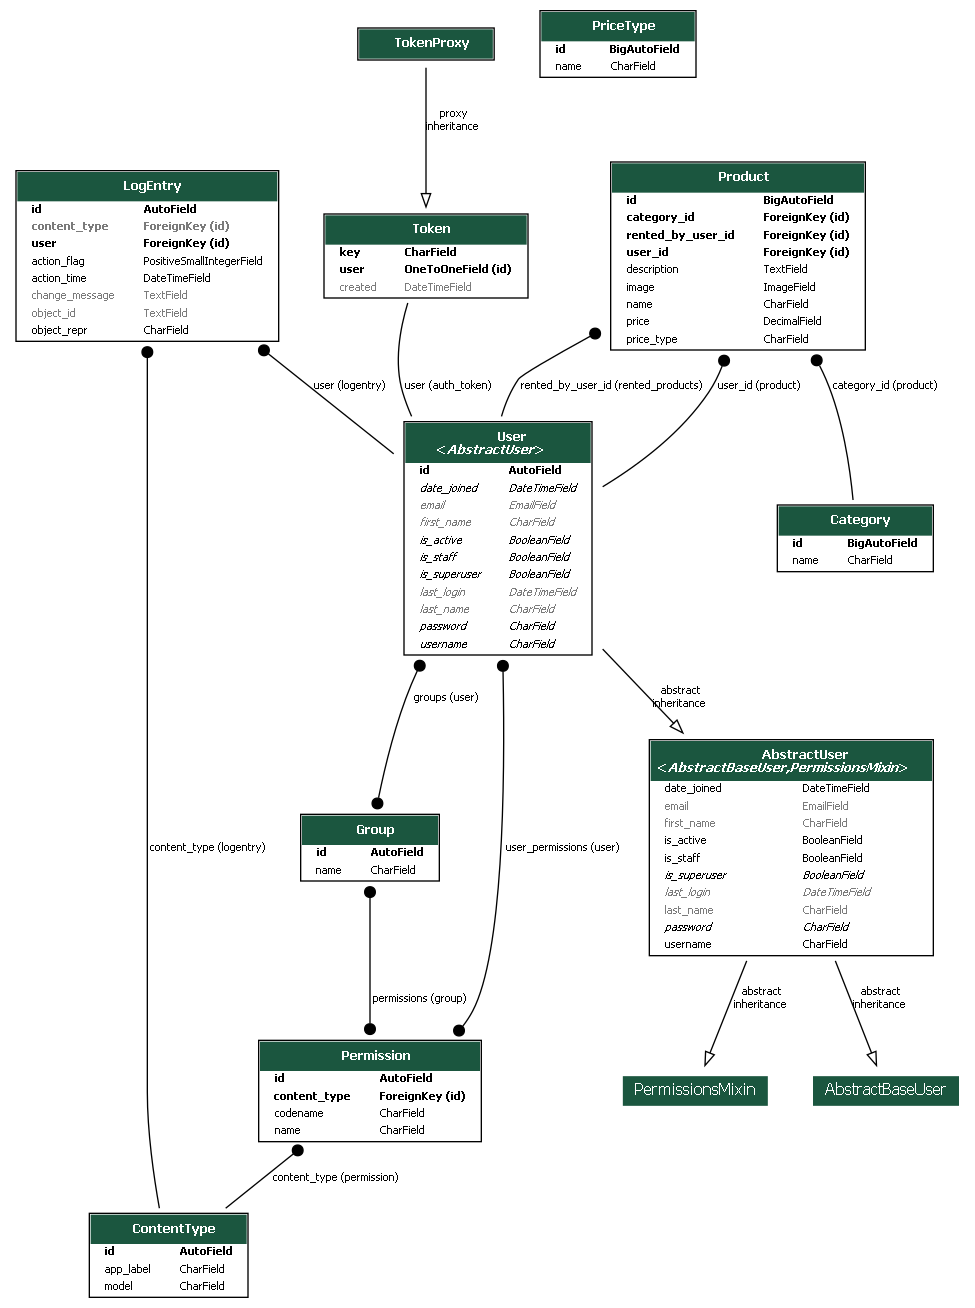 TokenProxy
PriceType
id BigAutoField
name CharField
proxy
inheritance
LogEntry
id AutoField
content_type ForeignKey (id)
user ForeignKey (id)
action_flag PositiveSmallIntegerField
action_time DateTimeField
change_message TextField
object_id TextField
object_repr CharField
Token
key CharField
user OneToOneField (id)
created DateTimeField
Product
id BigAutoField
category_id ForeignKey (id)
rented_by_user_id ForeignKey (id)
user_id ForeignKey (id)
description TextField
image ImageField
name CharField
price DecimalField
price_type CharField
user (logentry)
user (auth_token)
rented_by_user_id (rented_products)
user_id (product)
category_id (product)
User
<AbstractUser>
id AutoField
date_joined DateTimeField
email EmailField
first_name CharField
is_active BooleanField
is_staff BooleanField
is_superuser BooleanField
last_login DateTimeField
last_name CharField
password CharField
username CharField
Category
id BigAutoField
name CharField
groups (user)
abstract
inheritance
AbstractUser
<AbstractBaseUser,PermissionsMixin>
date_joined DateTimeField
email EmailField
first_name CharField
is_active BooleanField
is_staff BooleanField
is_superuser BooleanField
last_login DateTimeField
last_name CharField
password CharField
username CharField
Group
id AutoField
name CharField
content_type (logentry)
user_permissions (user)
permissions (group)
abstract
inheritance
abstract
inheritance
Permission
id AutoField
content_type ForeignKey (id)
codename CharField
name CharField
PermissionsMixin
AbstractBaseUser
content_type (permission)
ContentType
id AutoField
app_label CharField
model CharField